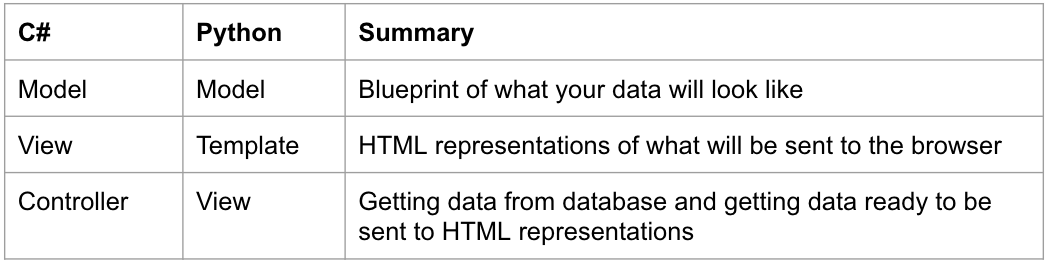 C# Python Summary
Model Model Blueprint of what your data will look like
View Template HTML representations of what will be sent to the browser
Controller View Getting data from database and getting data ready to be
sent to HTML representations